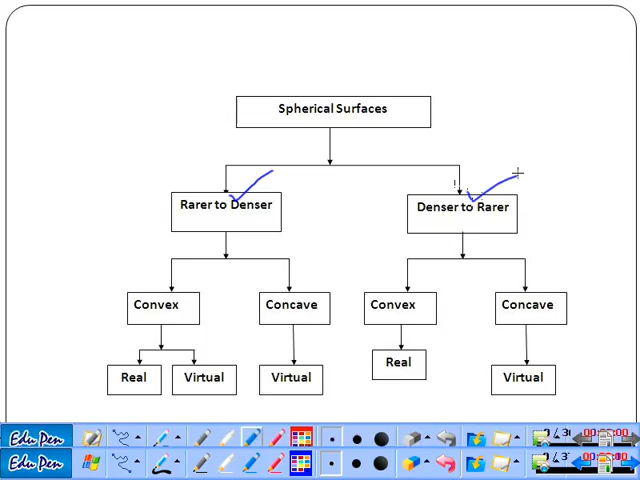 Spherical Surfaces
Rarer to Denser
Denser to Rarer
Convex
Concave
Convex
Concave
Real
Virtual
Virtual
Real
Virtual
Edu Pen
Edu Pen